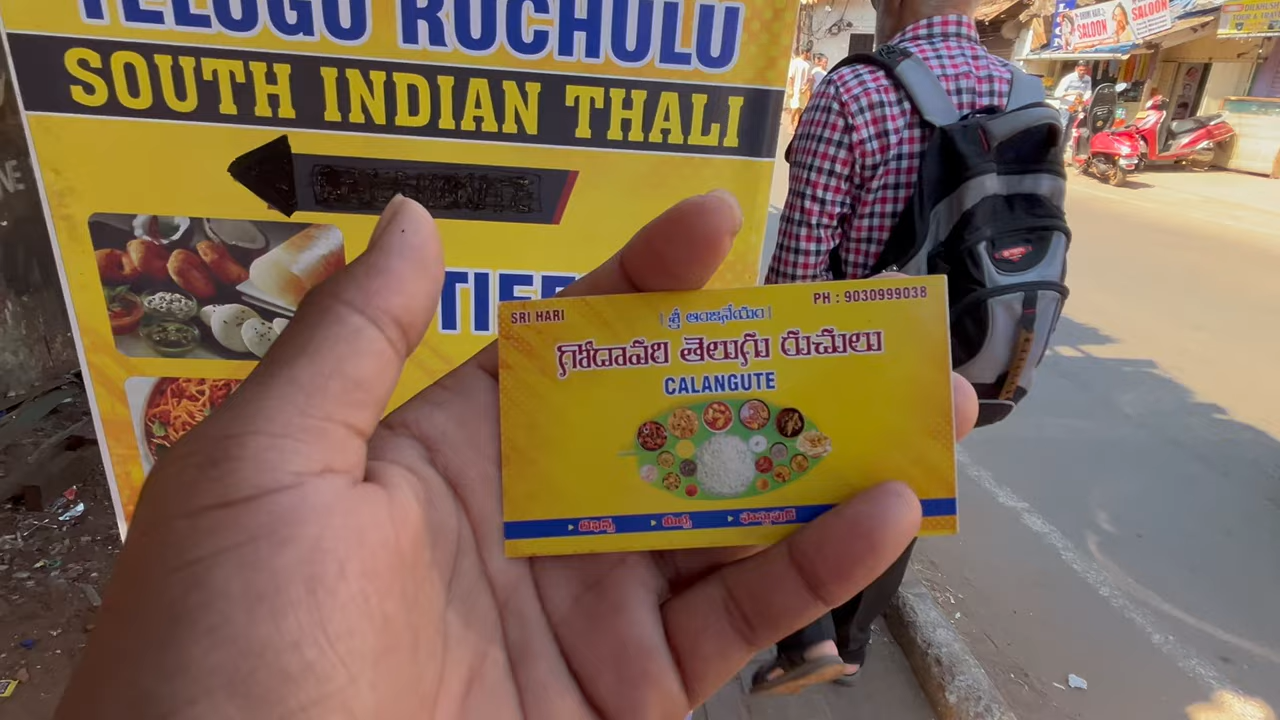 TELUGU RUCHULU
SOUTH INDIAN THALI
SRI HARI
PH : 9030999038
శ్రీ ఆంజనేయం
గోదావరి తెలుగు రుచులు
CALANGUTE
టిఫిన్స్
మీల్స్
ఫాస్టుఫుడ్
SALOON
SALOON